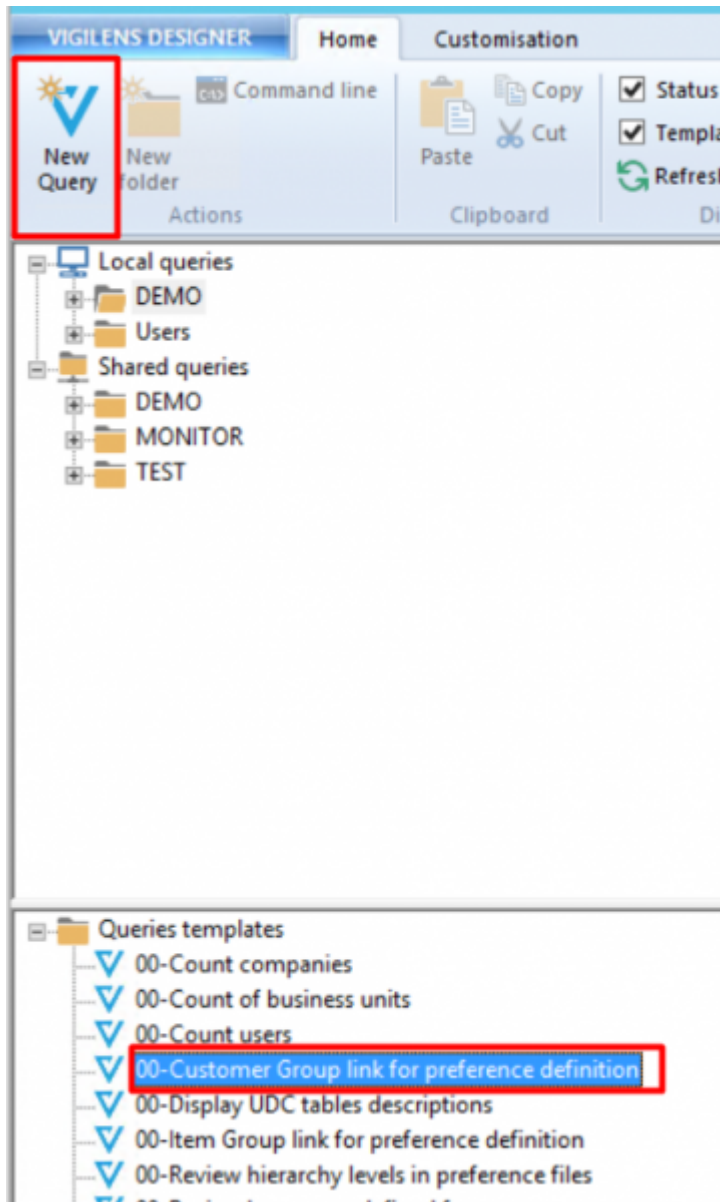 VIGILENS DESIGNER Home Customisation
Command line Copy Status
Cut
New Query New folder Paste Refresh
Actions Clipboard
Local queries
DEMO
Users
Shared queries
DEMO
MONITOR
TEST
Queries templates
00-Count companies
00-Count of business units
00-Count users
00-Customer Group link for preference definition
00-Display UDC tables descriptions
00-Item Group link for preference definition
00-Review hierarchy levels in preference files